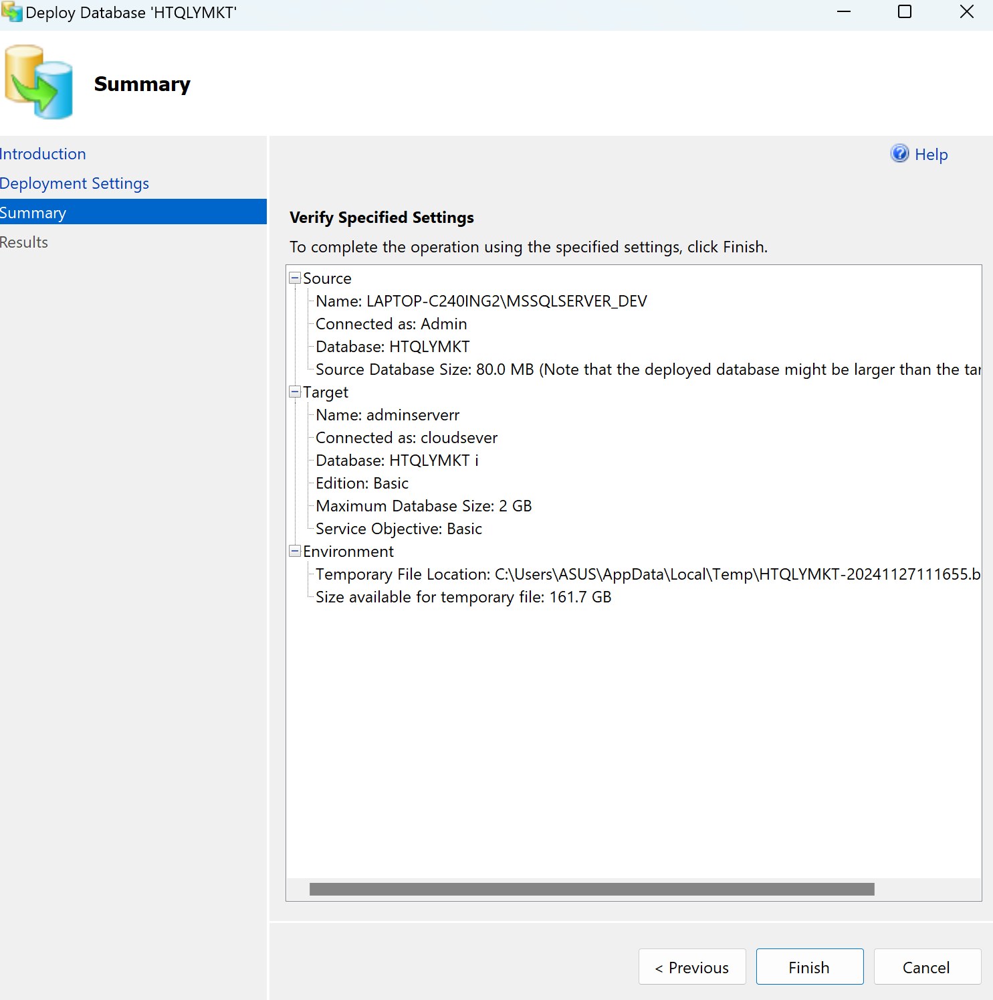 Deploy Database 'HTQLYMKT'
Summary
Introduction
Deployment Settings
Summary
Results
Help
Verify Specified Settings
To complete the operation using the specified settings, click Finish.
Source
Name: LAPTOP-C240ING2\MSSQLSERVER_DEV
Connected as: Admin
Database: HTQLYMKT
Source Database Size: 80.0 MB (Note that the deployed database might be larger than the tar
Target
Name: adminserverr
Connected as: cloudsever
Database: HTQLYMKT i
Edition: Basic
Maximum Database Size: 2 GB
Service Objective: Basic
Environment
Temporary File Location: C:\Users\ASUS\AppData\Local\Temp\HTQLYMKT-20241127111655.b
Size available for temporary file: 161.7 GB
< Previous
Finish
Cancel